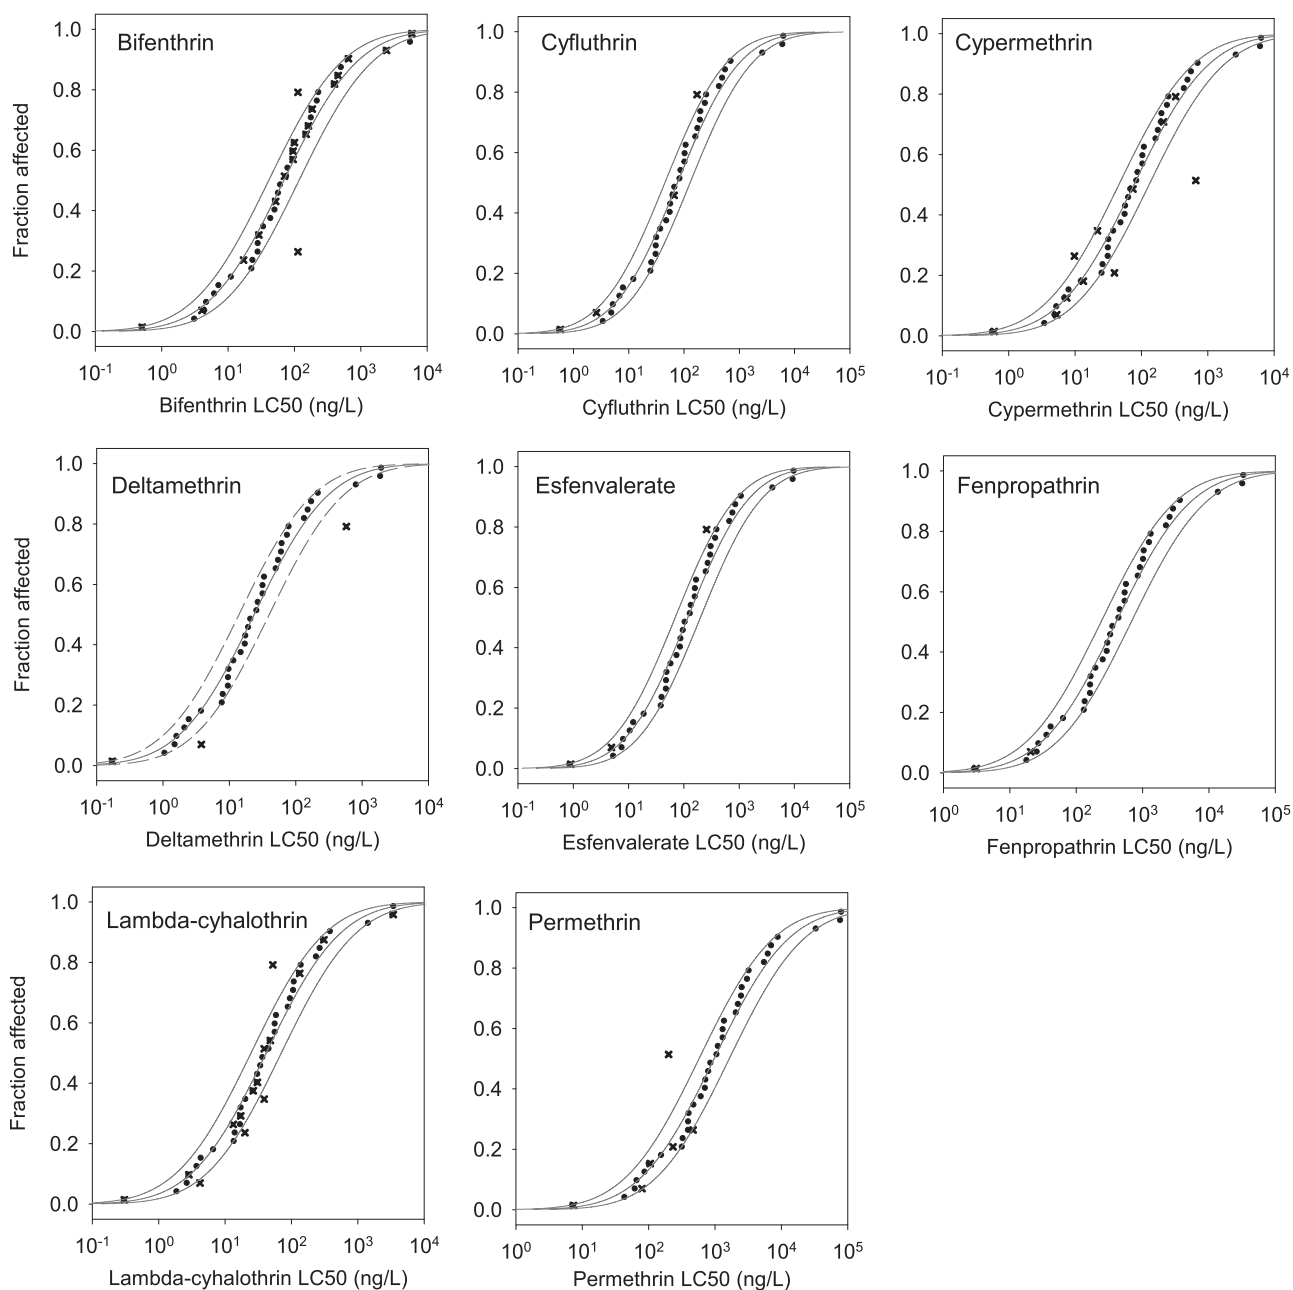 Bifenthrin
Fraction affected
1.0
0.8
0.6
0.4
0.2
0.0
10-1 100 101 102 103 104
Bifenthrin LC50 (ng/L)
Cyfluthrin
1.0
0.8
0.6
0.4
0.2
0.0
10-1 100 101 102 103 104 105
Cyfluthrin LC50 (ng/L)
Cypermethrin
1.0
0.8
0.6
0.4
0.2
0.0
10-1 100 101 102 103 104
Cypermethrin LC50 (ng/L)
Deltamethrin
Fraction affected
1.0
0.8
0.6
0.4
0.2
0.0
10-1 100 101 102 103 104
Deltamethrin LC50 (ng/L)
Esfenvalerate
1.0
0.8
0.6
0.4
0.2
0.0
10-1 100 101 102 103 104 105
Esfenvalerate LC50 (ng/L)
Fenpropathrin
1.0
0.8
0.6
0.4
0.2
0.0
100 101 102 103 104 105
Fenpropathrin LC50 (ng/L)
Lambda-cyhalothrin
Fraction affected
1.0
0.8
0.6
0.4
0.2
0.0
10-1 100 101 102 103 104
Lambda-cyhalothrin LC50 (ng/L)
Permethrin
1.0
0.8
0.6
0.4
0.2
0.0
100 101 102 103 104 105
Permethrin LC50 (ng/L)